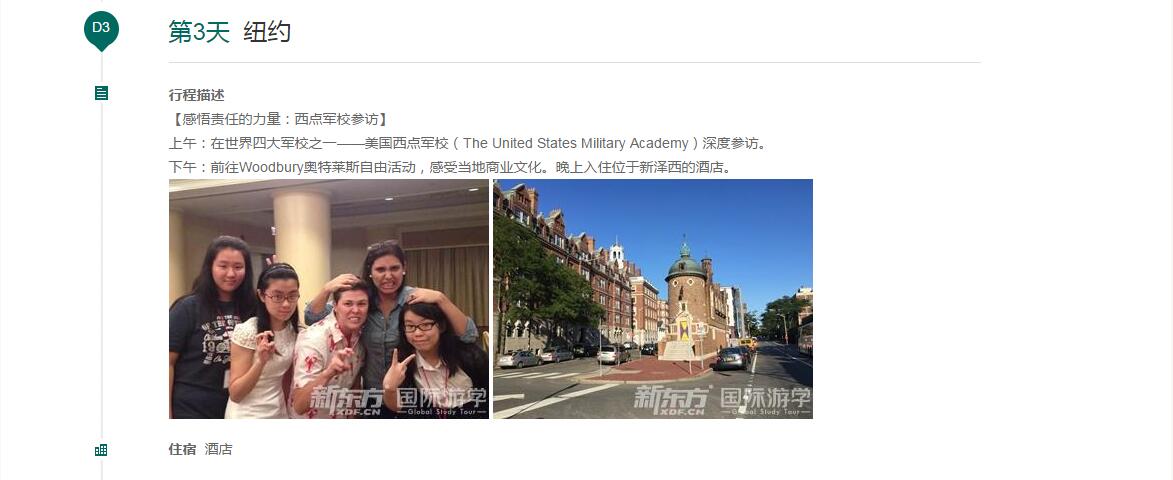 D3
第3天 纽约
行程描述
【感悟责任的力量：西点军校参访】
上午：在世界四大军校之一——美国西点军校（The United States Military Academy）深度参访。
下午：前往Woodbury奥特莱斯自由活动，感受当地商业文化。晚上入住位于新泽西的酒店。
新东方 国际游学
XDF.CN Global Study Tour
新东方 国际游学
XDF.CN Global Study Tour
住宿 酒店